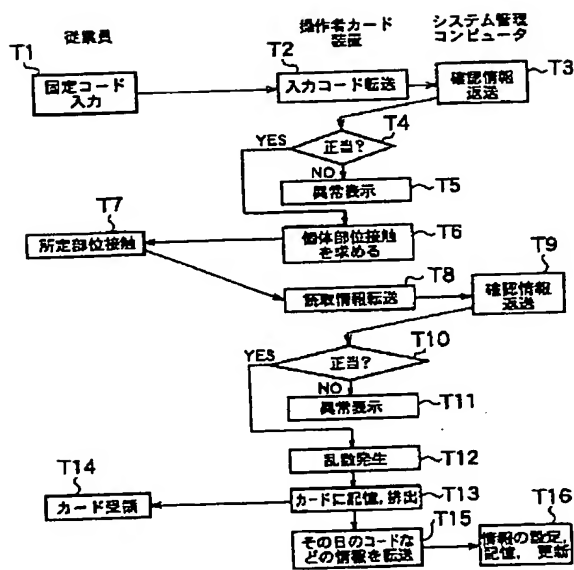 従業員
操作者カード
装置
システム管理
コンピュータ
T1
T2
T3
固定コード
入力
入力コード転送
確認情報
返送
T4
正当?
YES
NO
異常表示
T5
T7
所定部位接触
個体部位接触
を求める
T6
T8
読取情報転送
T9
確認情報
返送
T10
正当?
YES
NO
異常表示
T11
乱数発生
T12
T14
カード受領
カードに記憶, 排出
T13
T15
その日のコードな
どの情報を転送
T16
情報の設定,
記憶, 更新